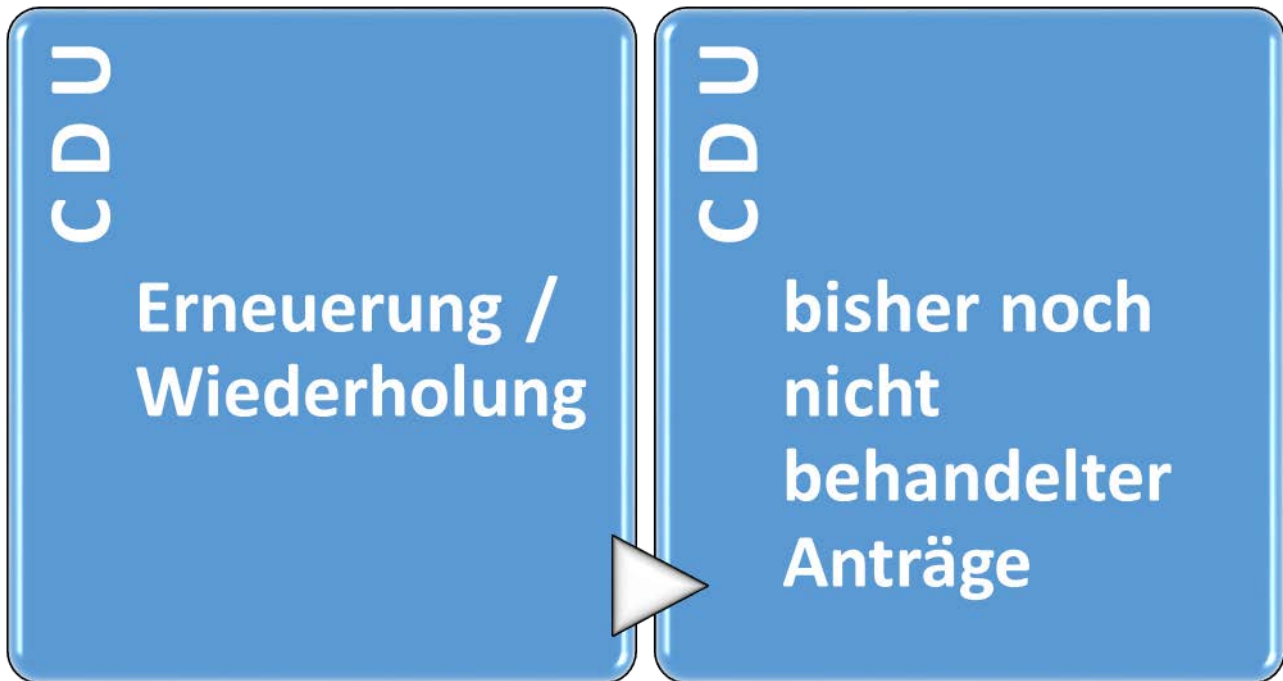 CDU
Erneuerung /
Wiederholung
CDU
bisher noch
nicht
behandelter
Anträge